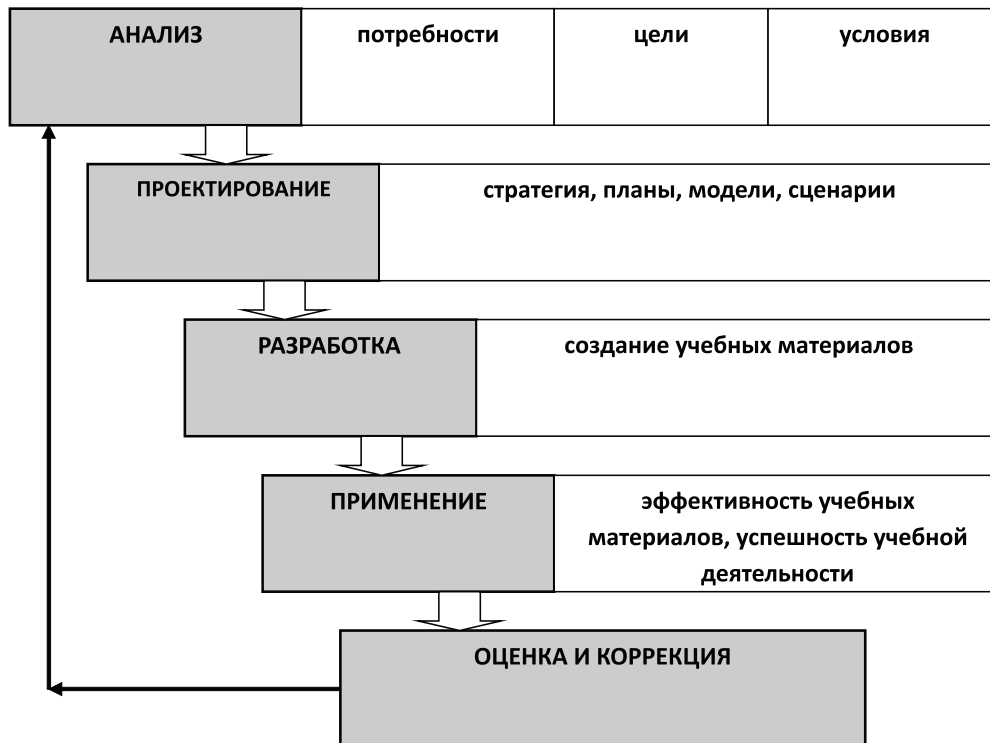 АНАЛИЗ
потребности
цели
условия
ПРОЕКТИРОВАНИЕ
стратегия, планы, модели, сценарии
РАЗРАБОТКА
создание учебных материалов
ПРИМЕНЕНИЕ
эффективность учебных
материалов, успешность учебной
деятельности
ОЦЕНКА И КОРРЕКЦИЯ